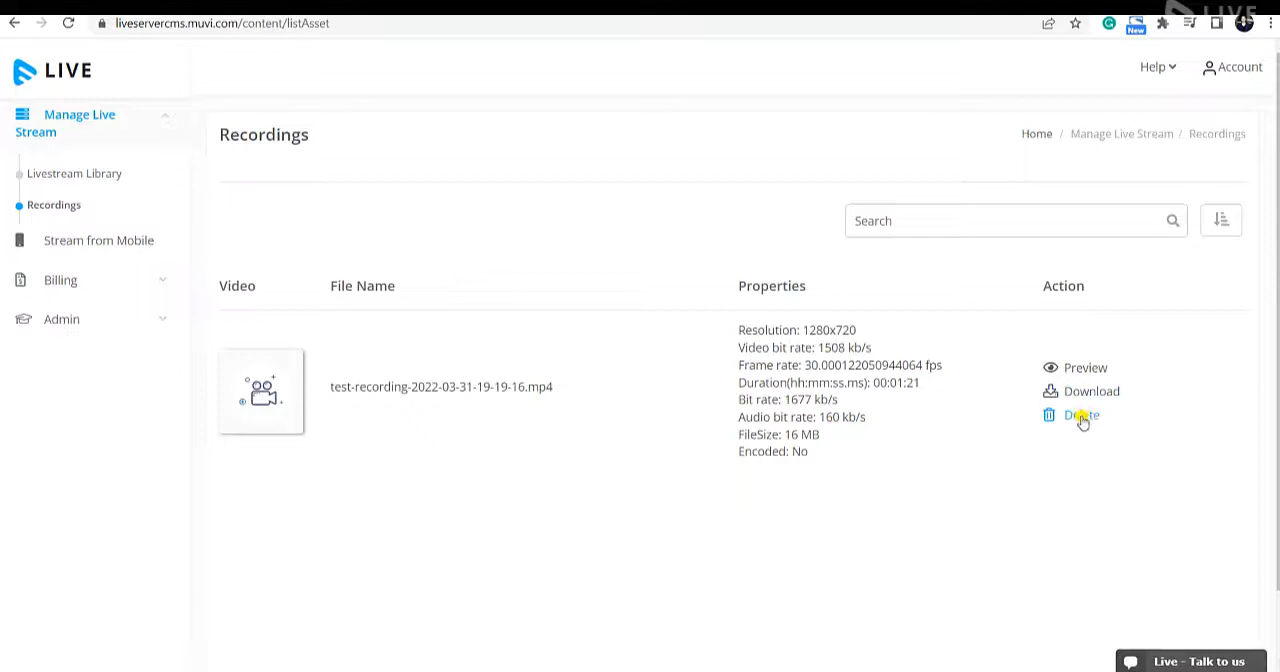 LIVE
liveservercms.muvi.com/content/listAsset
New
LIVE
Help
Account
Manage Live
Stream
Livestream Library
Recordings
Stream from Mobile
Billing
Admin
Recordings
Home / Manage Live Stream / Recordings
Search
Video File Name Properties Action
test-recording-2022-03-31-19-19-16.mp4
Resolution: 1280x720
Video bit rate: 1508 kb/s
Frame rate: 30.000122050944064 fps
Duration(hh:mm:ss.ms): 00:01:21
Bit rate: 1677 kb/s
Audio bit rate: 160 kb/s
FileSize: 16 MB
Encoded: No
Preview
Download
Delete
Live - Talk to us